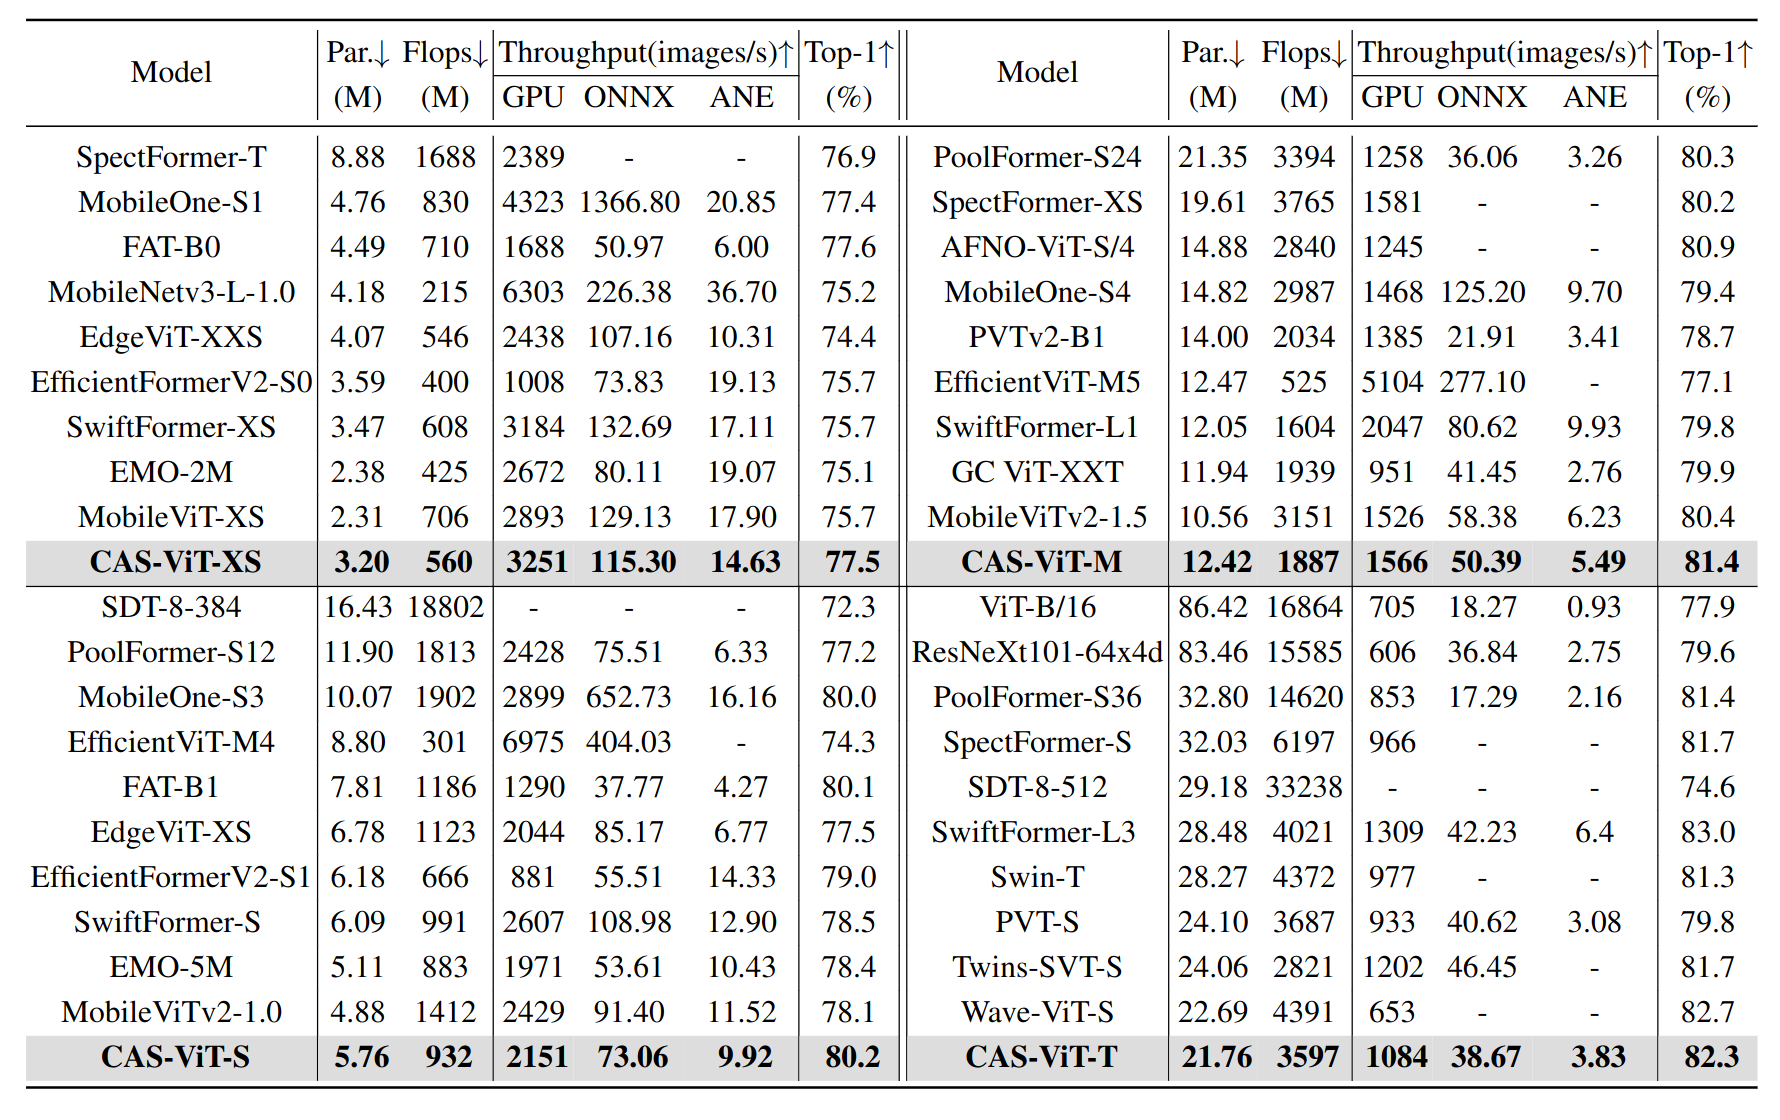 Model Par.↓ Flops↓ Throughput(images/s)↑ Top-1↑ Model Par.↓ Flops↓ Throughput(images/s)↑ Top-1↑
(M) (M) GPU ONNX ANE (%) (M) (M) GPU ONNX ANE (%)
SpectFormer-T 8.88 1688 2389 - - 76.9 PoolFormer-S24 21.35 3394 1258 36.06 3.26 80.3
MobileOne-S1 4.76 830 4323 1366.80 20.85 77.4 SpectFormer-XS 19.61 3765 1581 - - 80.2
FAT-B0 4.49 710 1688 50.97 6.00 77.6 AFNO-ViT-S/4 14.88 2840 1245 - - 80.9
MobileNetv3-L-1.0 4.18 215 6303 226.38 36.70 75.2 MobileOne-S4 14.82 2987 1468 125.20 9.70 79.4
EdgeViT-XXS 4.07 546 2438 107.16 10.31 74.4 PVTv2-B1 14.00 2034 1385 21.91 3.41 78.7
EfficientFormerV2-S0 3.59 400 1008 73.83 19.13 75.7 EfficientViT-M5 12.47 525 5104 277.10 - 77.1
SwiftFormer-XS 3.47 608 3184 132.69 17.11 75.7 SwiftFormer-L1 12.05 1604 2047 80.62 9.93 79.8
EMO-2M 2.38 425 2672 80.11 19.07 75.1 GC ViT-XXT 11.94 1939 951 41.45 2.76 79.9
MobileViT-XS 2.31 706 2893 129.13 17.90 75.7 MobileViTv2-1.5 10.56 3151 1526 58.38 6.23 80.4
CAS-ViT-XS 3.20 560 3251 115.30 14.63 77.5 CAS-ViT-M 12.42 1887 1566 50.39 5.49 81.4
SDT-8-384 16.43 18802 - - - 72.3 ViT-B/16 86.42 16864 705 18.27 0.93 77.9
PoolFormer-S12 11.90 1813 2428 75.51 6.33 77.2 ResNeXt101-64x4d 83.46 15585 606 36.84 2.75 79.6
MobileOne-S3 10.07 1902 2899 652.73 16.16 80.0 PoolFormer-S36 32.80 14620 853 17.29 2.16 81.4
EfficientViT-M4 8.80 301 6975 404.03 - 74.3 SpectFormer-S 32.03 6197 966 - - 81.7
FAT-B1 7.81 1186 1290 37.77 4.27 80.1 SDT-8-512 29.18 33238 - - - 74.6
EdgeViT-XS 6.78 1123 2044 85.17 6.77 77.5 SwiftFormer-L3 28.48 4021 1309 42.23 6.4 83.0
EfficientFormerV2-S1 6.18 666 881 55.51 14.33 79.0 Swin-T 28.27 4372 977 - - 81.3
SwiftFormer-S 6.09 991 2607 108.98 12.90 78.5 PVT-S 24.10 3687 933 40.62 3.08 79.8
EMO-5M 5.11 883 1971 53.61 10.43 78.4 Twins-SVT-S 24.06 2821 1202 46.45 - 81.7
MobileViTv2-1.0 4.88 1412 2429 91.40 11.52 78.1 Wave-ViT-S 22.69 4391 653 - - 82.7
CAS-ViT-S 5.76 932 2151 73.06 9.92 80.2 CAS-ViT-T 21.76 3597 1084 38.67 3.83 82.3